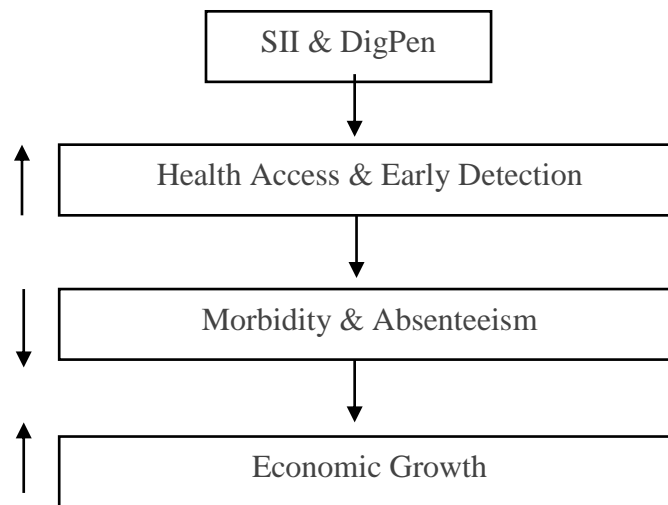 SII & DigPen
Health Access & Early Detection
Morbidity & Absenteeism
Economic Growth